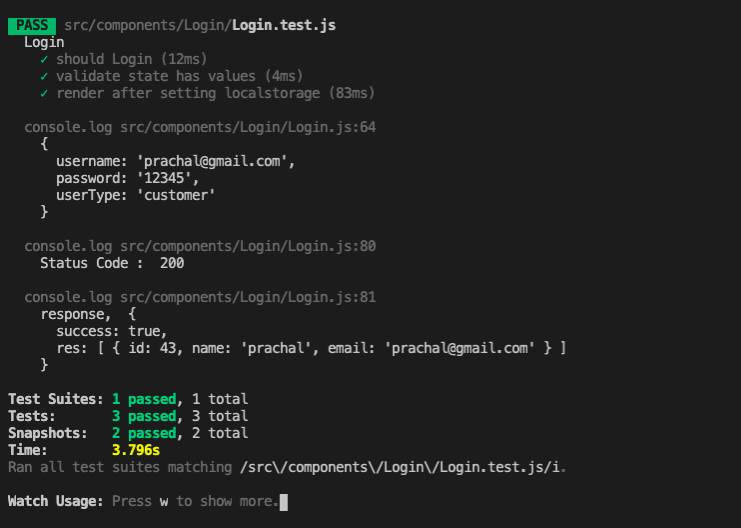 PASS src/components/Login/Login.test.js
Login
✓ should Login (12ms)
✓ validate state has values (4ms)
✓ render after setting localstorage (83ms)
console.log src/components/Login/Login.js:64
{
username: 'prachal@gmail.com',
password: '12345',
userType: 'customer'
}
console.log src/components/Login/Login.js:80
Status Code :  200
console.log src/components/Login/Login.js:81
response,  {
success: true,
res: [ { id: 43, name: 'prachal', email: 'prachal@gmail.com' } ]
}
Test Suites: 1 passed, 1 total
Tests:       3 passed, 3 total
Snapshots:   2 passed, 2 total
Time:        3.796s
Ran all test suites matching /src\/components\/Login\/Login.test.js/i.
Watch Usage: Press w to show more.